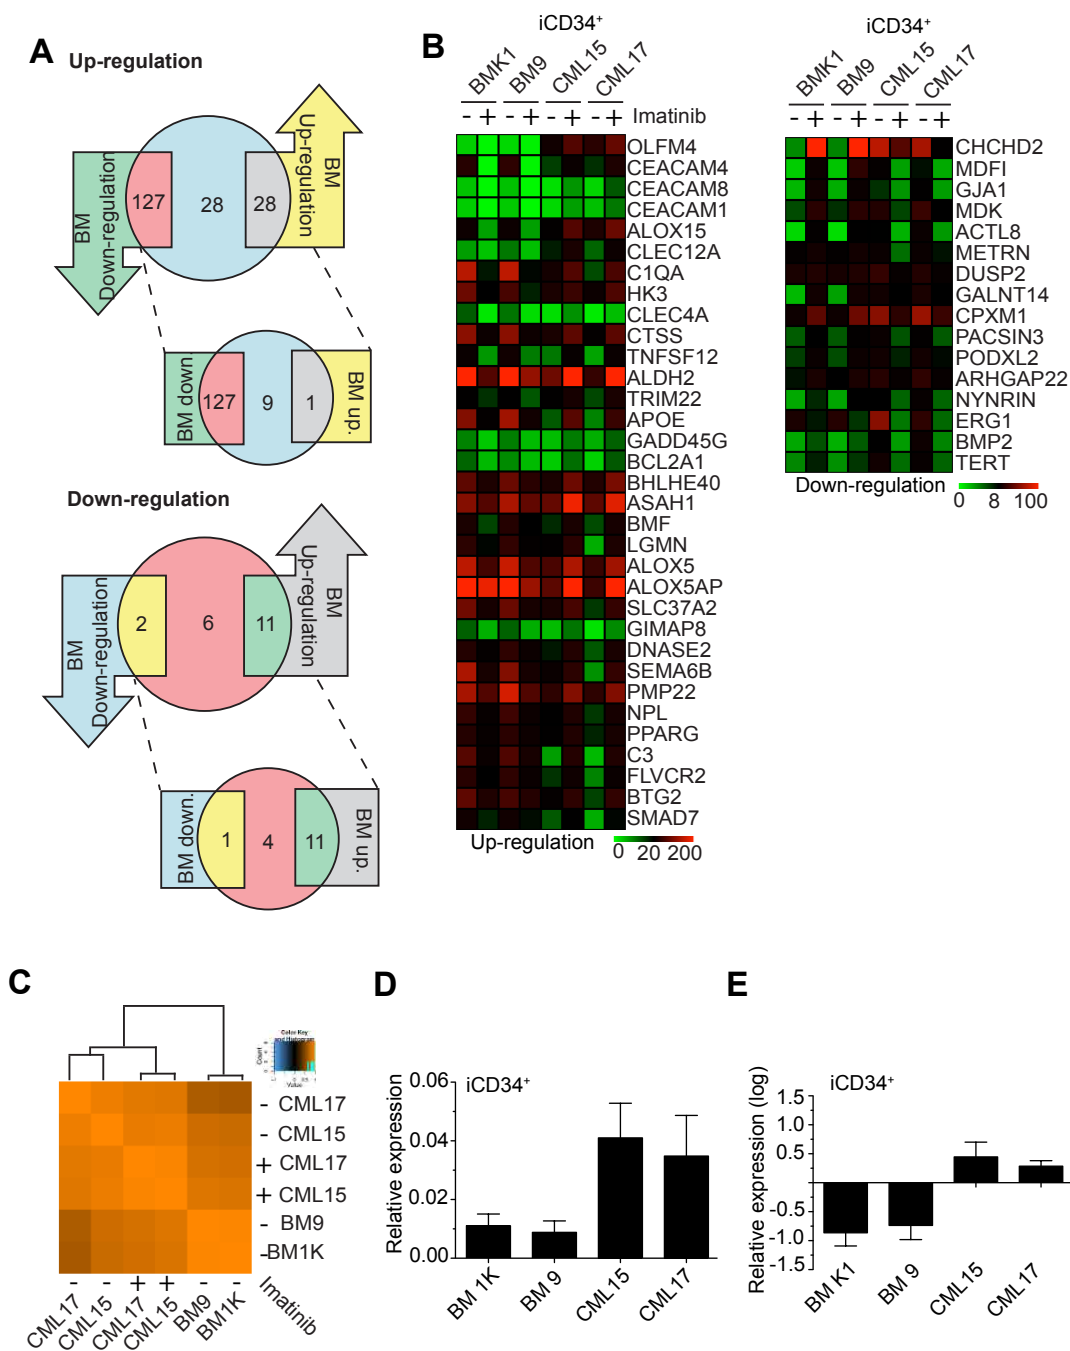 A
Up-regulation
BM
Down-regulation
127
28
28
BM
Up-regulation
BM down.
127
9
1
BM up.
Down-regulation
BM
Down-regulation
2
6
11
BM
Up-regulation
BM down.
1
4
11
BM up.
B
iCD34+
BMK1 BM9 CML15 CML17
- + - + - + - + Imatinib
OLFM4
CEACAM4
CEACAM8
CEACAM1
ALOX15
CLEC12A
C1QA
HK3
CLEC4A
CTSS
TNFSF12
ALDH2
TRIM22
APOE
GADD45G
BCL2A1
BHLHE40
ASAH1
BMF
LGMN
ALOX5
ALOX5AP
SLC37A2
GIMAP8
DNASE2
SEMA6B
PMP22
NPL
PPARG
C3
FLVCR2
BTG2
SMAD7
Up-regulation
0 20 200
iCD34+
BMK1 BM9 CML15 CML17
- + - + - + - +
CHCHD2
MDFI
GJA1
MDK
ACTL8
METRN
DUSP2
GALNT14
CPXM1
PACSIN3
PODXL2
ARHGAP22
NYNRIN
ERG1
BMP2
TERT
Down-regulation
0 8 100
C
Color Key
and Histogram
Count
Value
- CML17
- CML15
+ CML17
+ CML15
- BM9
-BM1K
- - + + - - Imatinib
CML17 CML15 CML17 CML15 BM9 BM1K
D
iCD34+
Relative expression
0.06
0.04
0.02
0.00
BM 1K BM 9 CML15 CML17
E
iCD34+
Relative expression (log)
1.5
0.5
-0.5
-1.0
-1.5
BM K1 BM 9 CML15 CML17